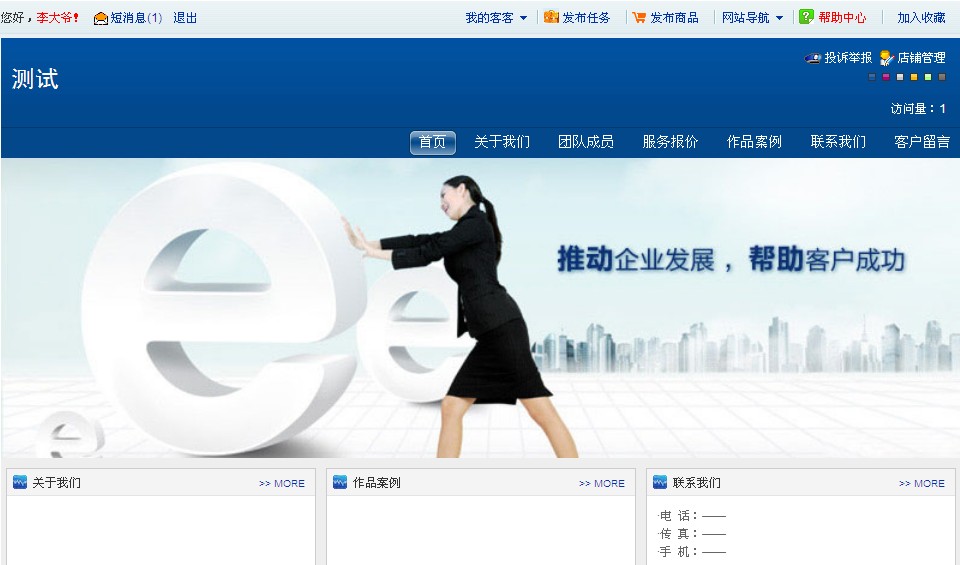 您好，李大爷! 短消息(1) 退出 我的客客 发布任务 发布商品 网站导航 帮助中心 加入收藏
投诉举报 店铺管理
测试
访问量：1
首页 关于我们 团队成员 服务报价 作品案例 联系我们 客户留言
e
e
e
推动企业发展，帮助客户成功
关于我们 >> MORE 作品案例 >> MORE 联系我们 >> MORE
·电 话：——
·传 真：——
·手 机：——